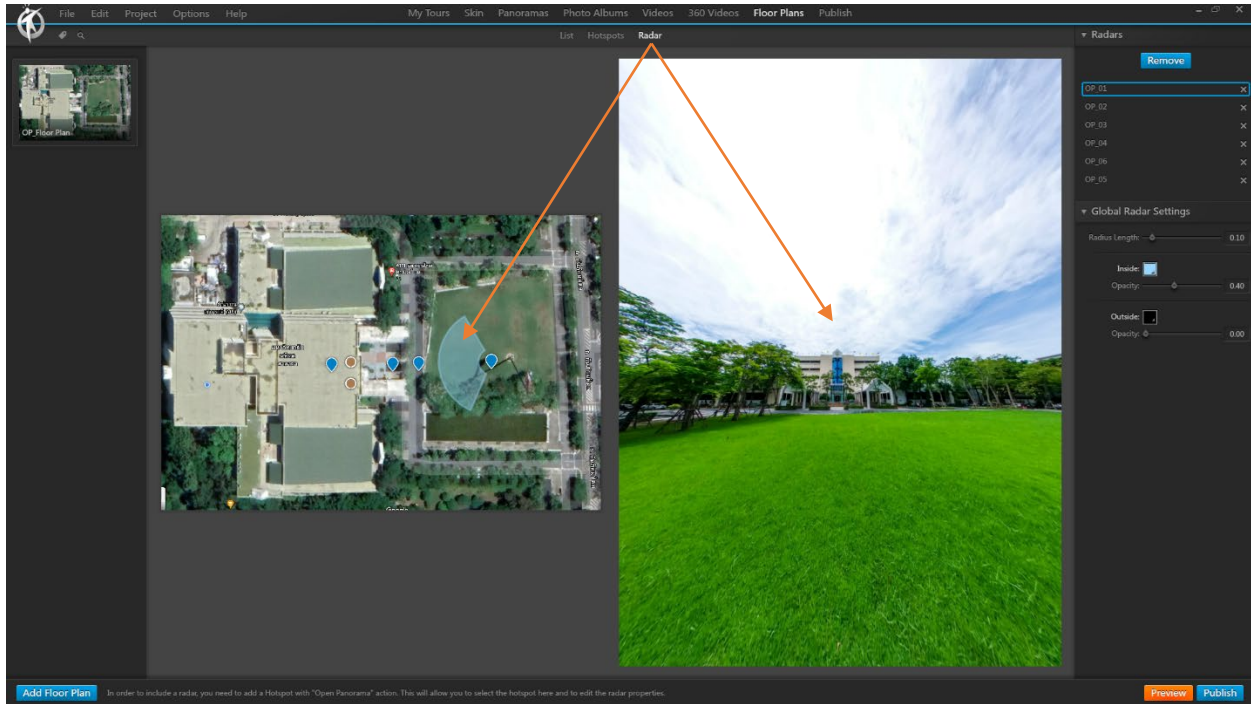 File Edit Project Options Help
My Tours Skin Panoramas Photo Albums Videos 360 Videos Floor Plans Publish
List Hotspots Radar
OP_Floor Plan
Google
Radars
Remove
OP_01
OP_02
OP_03
OP_04
OP_06
OP_05
Global Radar Settings
Radius Length: 0.10
Inside:
Opacity: 0.40
Outside:
Opacity: 0.00
Add Floor Plan In order to include a radar, you need to add a Hotspot with "Open Panorama" action. This will allow you to select the hotspot here and to edit the radar properties.
Preview Publish